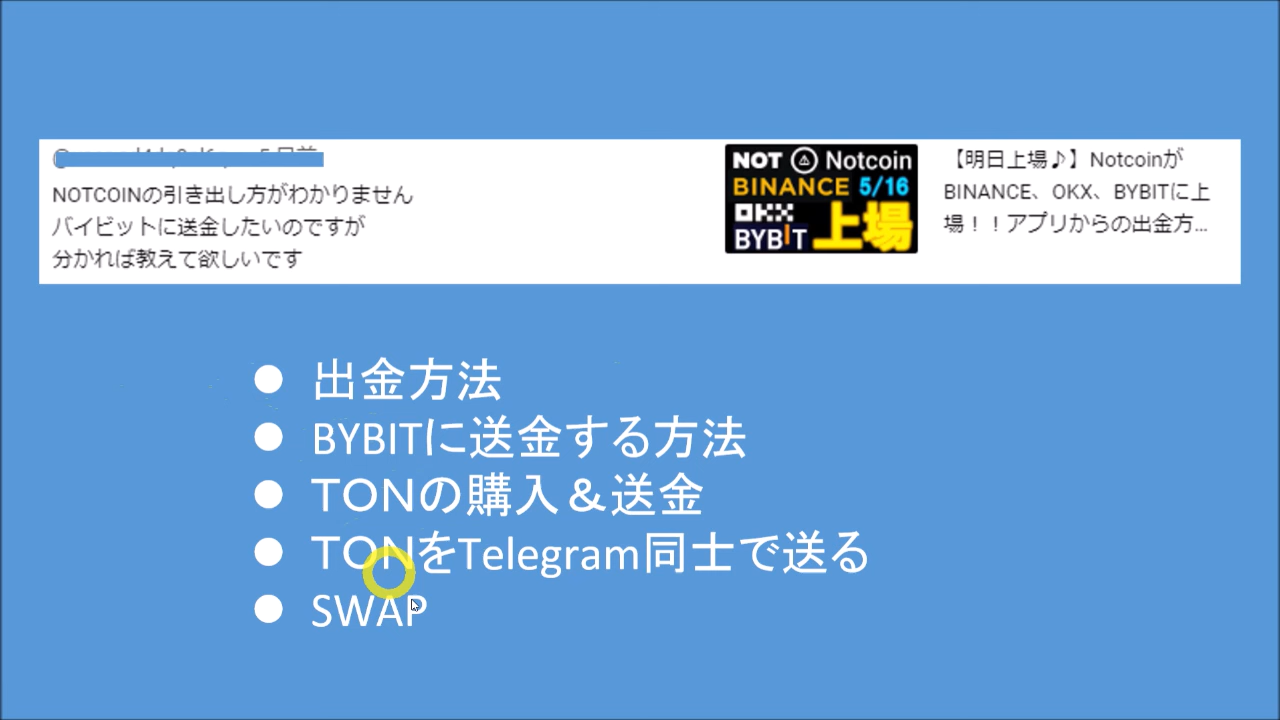 NOTCOINの引き出し方がわかりません
バイビットに送金したいのですが
分かれば教えて欲しいです
NOT Notcoin
BINANCE 5/16
OKX
BYBIT 上場
【明日上場♪】Notcoinが
BINANCE、OKX、BYBITに上
場！！アプリからの出金方...
● 出金方法
● BYBITに送金する方法
● TONの購入＆送金
● TONをTelegram同士で送る
● SWAP